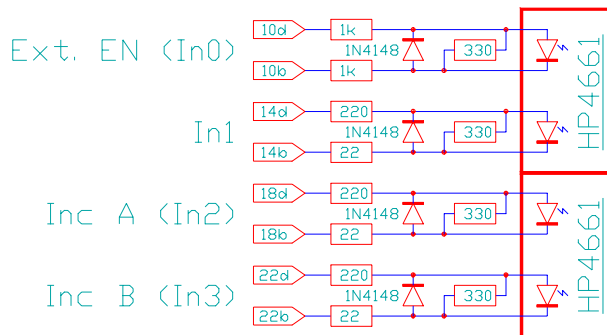 10d 1k
Ext. EN (In0) 1N4148 330
10b 1k
HP4661
14d 220
In1 1N4148 330
14b 22
18d 220
Inc A (In2) 1N4148 330
18b 22
HP4661
22d 220
Inc B (In3) 1N4148 330
22b 22